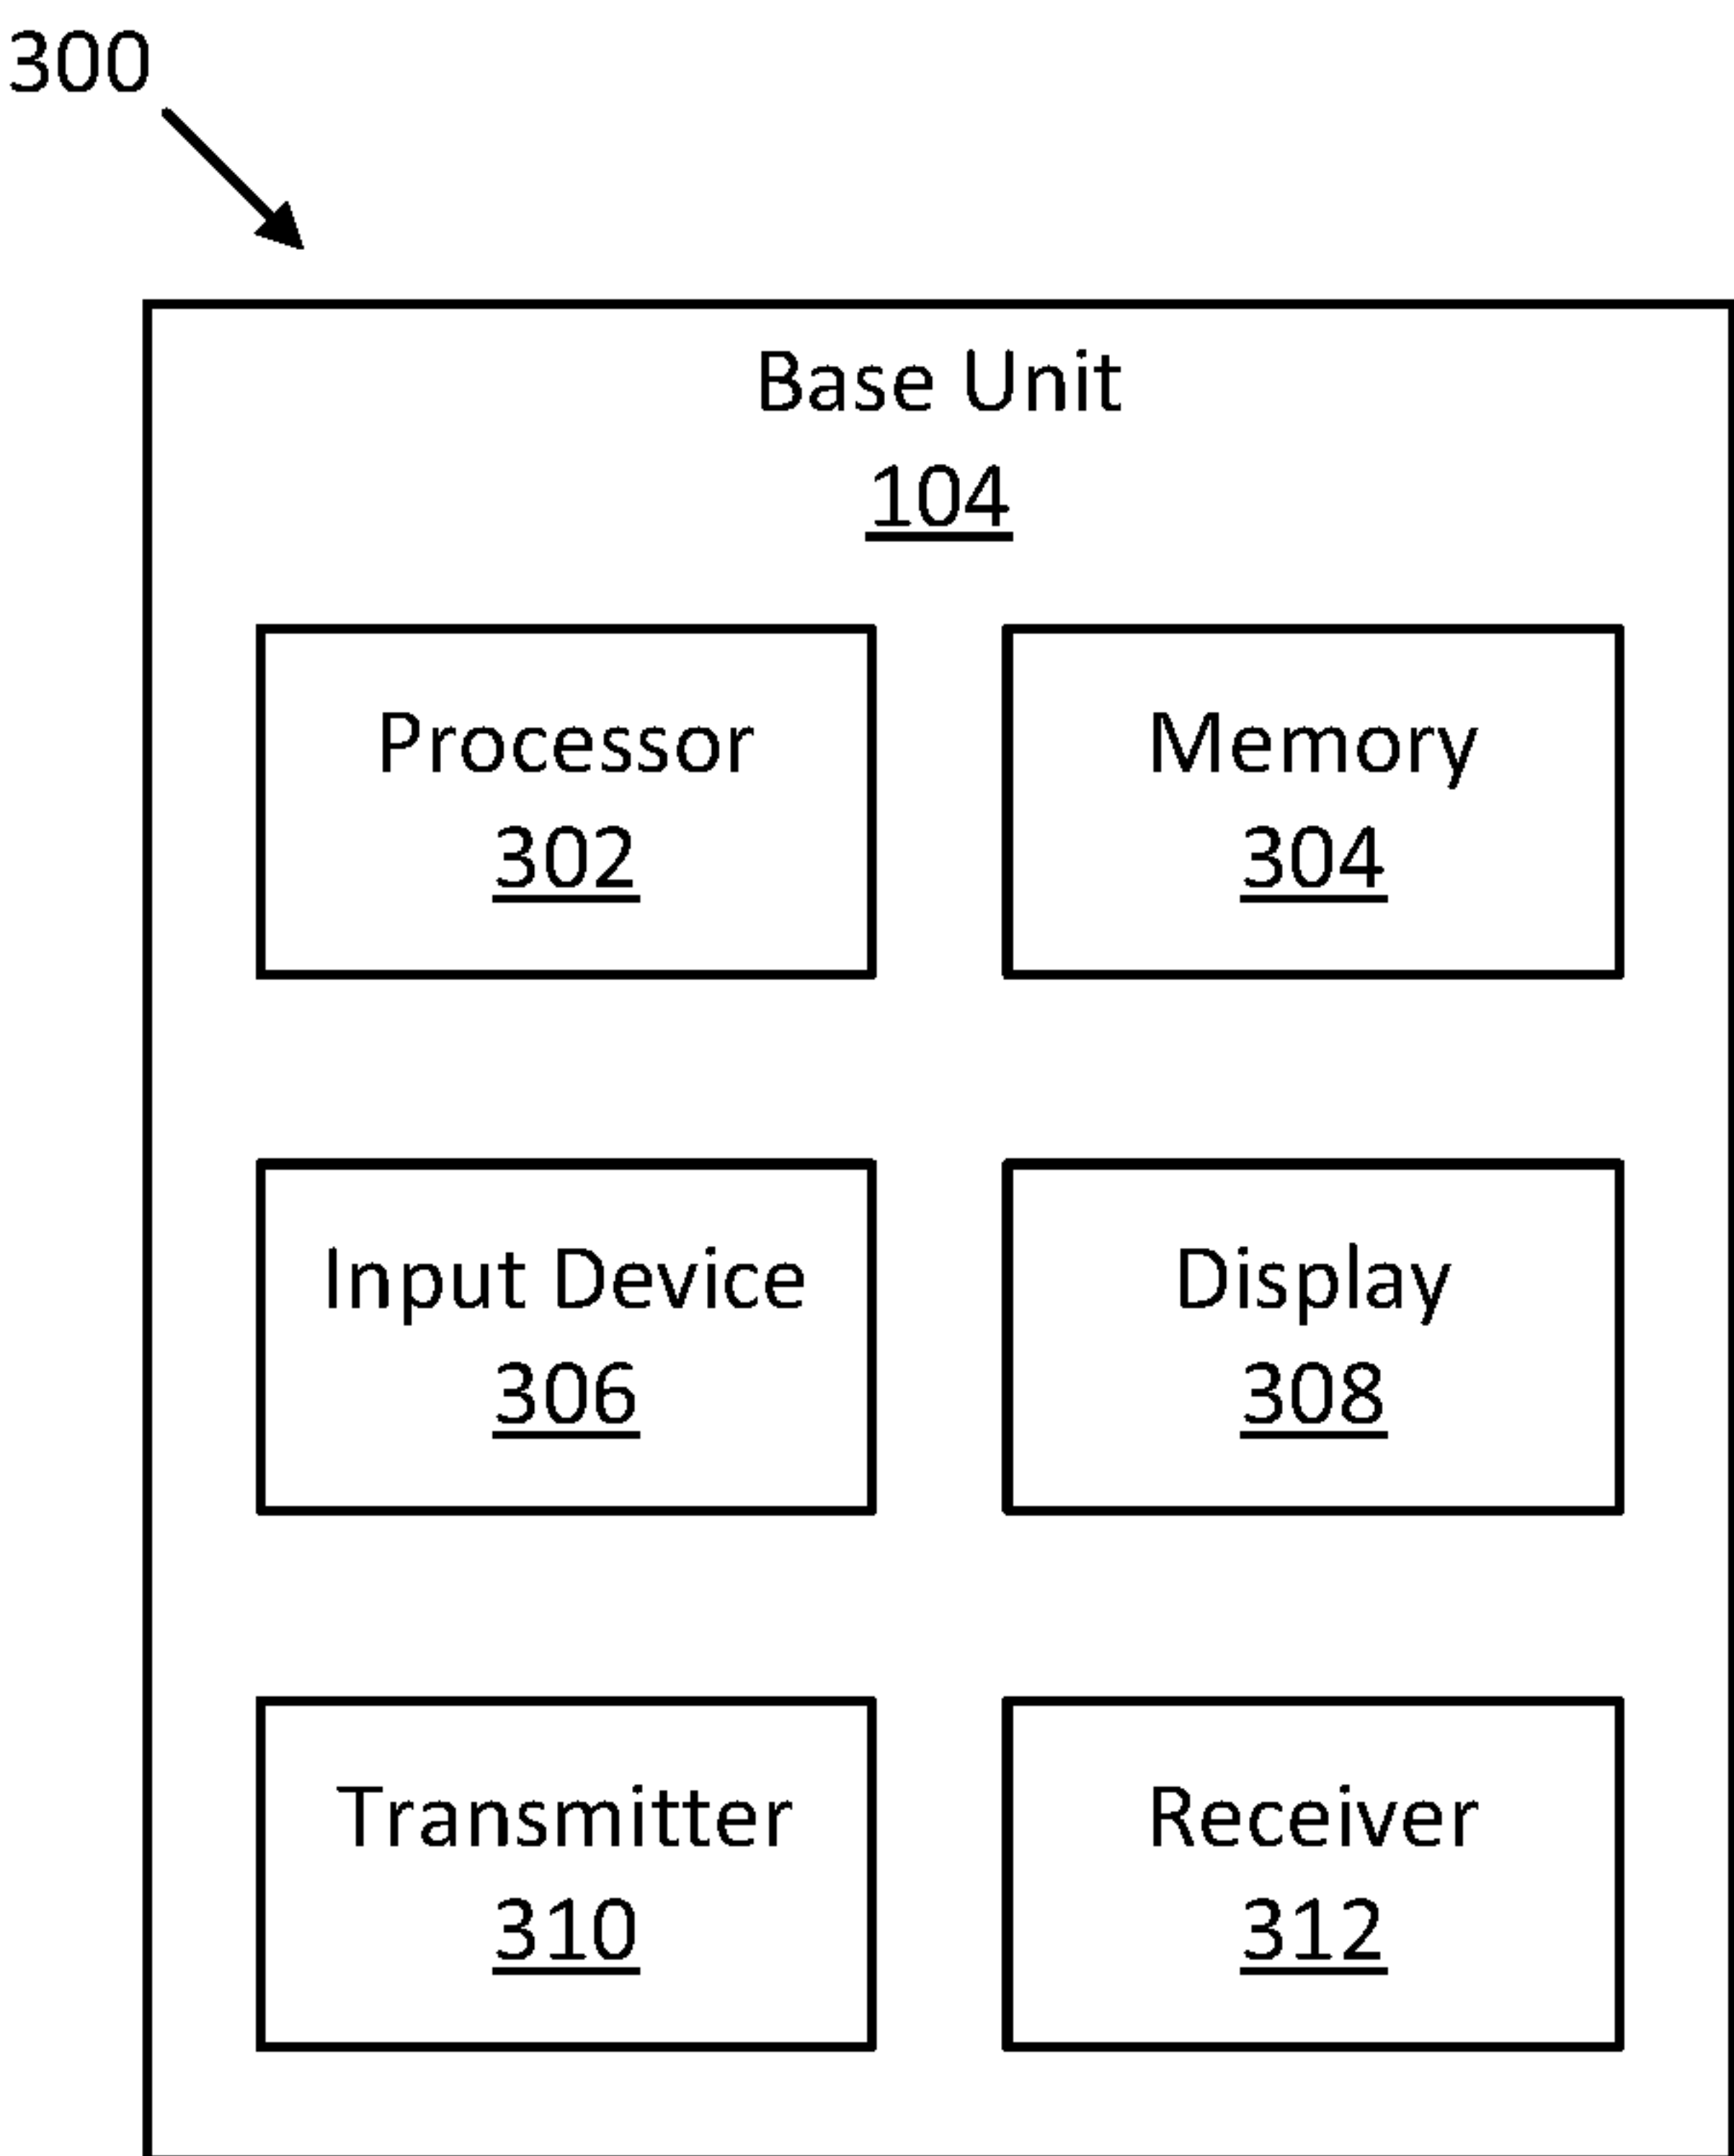 300
Base Unit
104
Processor
302
Memory
304
Input Device
306
Display
308
Transmitter
310
Receiver
312